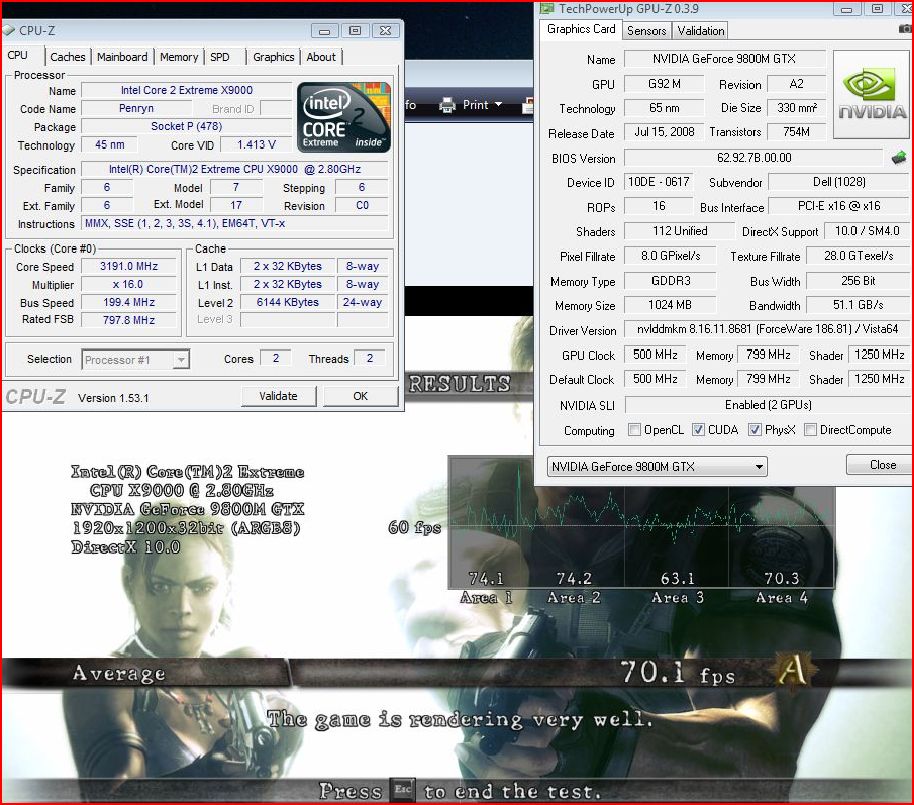 CPU-Z
CPU Caches Mainboard Memory SPD Graphics About
Processor
Name Intel Core 2 Extreme X9000
Code Name Penryn Brand ID
Package Socket P (478)
Technology 45 nm Core VID 1.413 V
intel CORE 2 Extreme inside™
Specification Intel(R) Core(TM)2 Extreme CPU X9000 @ 2.80GHz
Family 6 Model 7 Stepping 6
Ext. Family 6 Ext. Model 17 Revision C0
Instructions MMX, SSE (1, 2, 3, 3S, 4.1), EM64T, VT-x
Clocks (Core #0)
Core Speed 3191.0 MHz
Multiplier x 16.0
Bus Speed 199.4 MHz
Rated FSB 797.8 MHz
Cache
L1 Data 2 x 32 KBytes 8-way
L1 Inst. 2 x 32 KBytes 8-way
Level 2 6144 KBytes 24-way
Level 3
Selection Processor #1 Cores 2 Threads 2
CPU-Z Version 1.53.1 Validate OK
fo Print
TechPowerUp GPU-Z 0.3.9
Graphics Card Sensors Validation
Name NVIDIA GeForce 9800M GTX
GPU G92M Revision A2
Technology 65 nm Die Size 330 mm²
Release Date Jul 15, 2008 Transistors 754M
NVIDIA
BIOS Version 62.92.7B.00.00
Device ID 10DE - 0617 Subvendor Dell (1028)
ROPs 16 Bus Interface PCI-E x16 @ x16
Shaders 112 Unified DirectX Support 10.0 / SM4.0
Pixel Fillrate 8.0 GPixel/s Texture Fillrate 28.0 GTexel/s
Memory Type GDDR3 Bus Width 256 Bit
Memory Size 1024 MB Bandwidth 51.1 GB/s
Driver Version nvlddmkm 8.16.11.8681 (ForceWare 186.81) / Vista64
GPU Clock 500 MHz Memory 799 MHz Shader 1250 MHz
Default Clock 500 MHz Memory 799 MHz Shader 1250 MHz
NVIDIA SLI Enabled (2 GPUs)
Computing OpenCL CUDA PhysX DirectCompute
NVIDIA GeForce 9800M GTX Close
RESULTS
Intel(R) Core(TM)2 Extreme
CPU X9000 @ 2.80GHz
NVIDIA GeForce 9800M GTX
1920x1200x32bit (ARGB8)
DirectX 10.0
60 fps
74.1 74.2 63.1 70.3
Area 1 Area 2 Area 3 Area 4
Average 70.1 fps A
The game is rendering very well.
Press Esc to end the test.